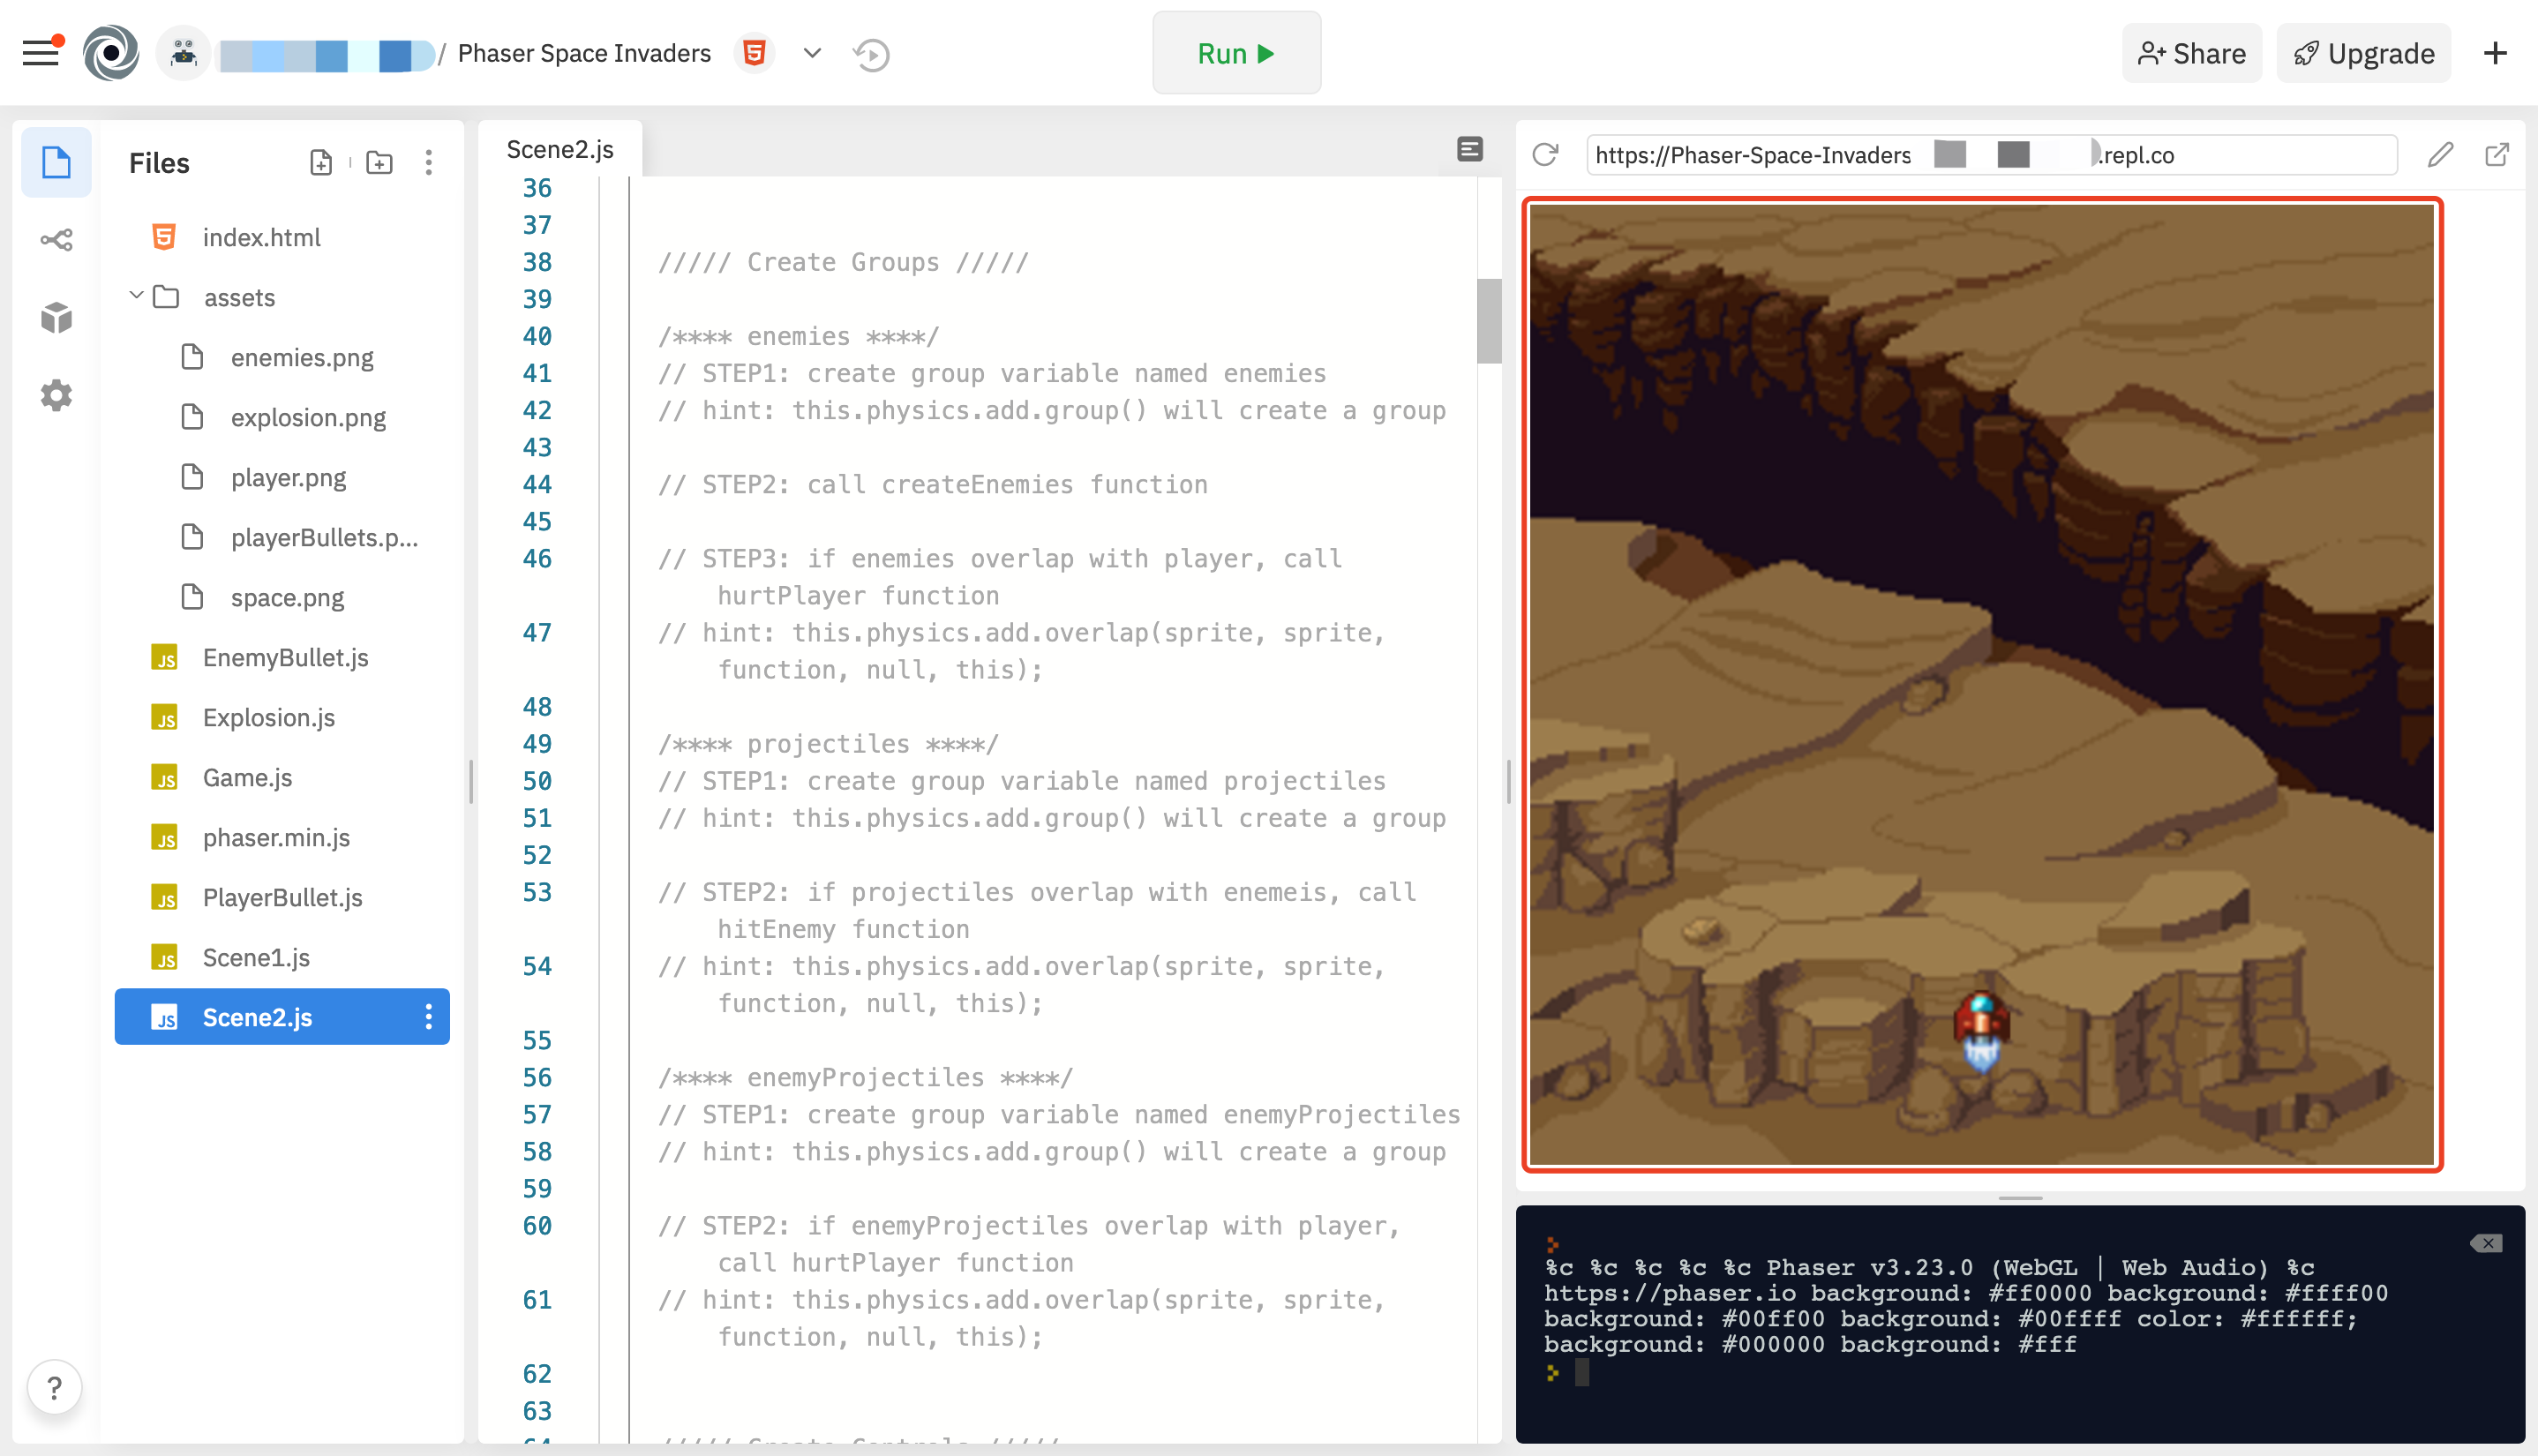 / Phaser Space Invaders
Run
Share
Upgrade
Files
index.html
assets
enemies.png
explosion.png
player.png
playerBullets.p...
space.png
JS EnemyBullet.js
JS Explosion.js
JS Game.js
JS phaser.min.js
JS PlayerBullet.js
JS Scene1.js
JS Scene2.js
?
Scene2.js
36
37
38 ///// Create Groups /////
39
40 /**** enemies ****/
41 // STEP1: create group variable named enemies
42 // hint: this.physics.add.group() will create a group
43
44 // STEP2: call createEnemies function
45
46 // STEP3: if enemies overlap with player, call
hurtPlayer function
47 // hint: this.physics.add.overlap(sprite, sprite,
function, null, this);
48
49 /**** projectiles ****/
50 // STEP1: create group variable named projectiles
51 // hint: this.physics.add.group() will create a group
52
53 // STEP2: if projectiles overlap with enemeis, call
hitEnemy function
54 // hint: this.physics.add.overlap(sprite, sprite,
function, null, this);
55
56 /**** enemyProjectiles ****/
57 // STEP1: create group variable named enemyProjectiles
58 // hint: this.physics.add.group() will create a group
59
60 // STEP2: if enemyProjectiles overlap with player,
call hurtPlayer function
61 // hint: this.physics.add.overlap(sprite, sprite,
function, null, this);
62
63
64 ///// Create Controls /////
https://Phaser-Space-Invaders .repl.co
%c %c %c %c %c Phaser v3.23.0 (WebGL | Web Audio) %c
https://phaser.io background: #ff0000 background: #ffff00
background: #00ff00 background: #00ffff color: #ffffff;
background: #000000 background: #fff